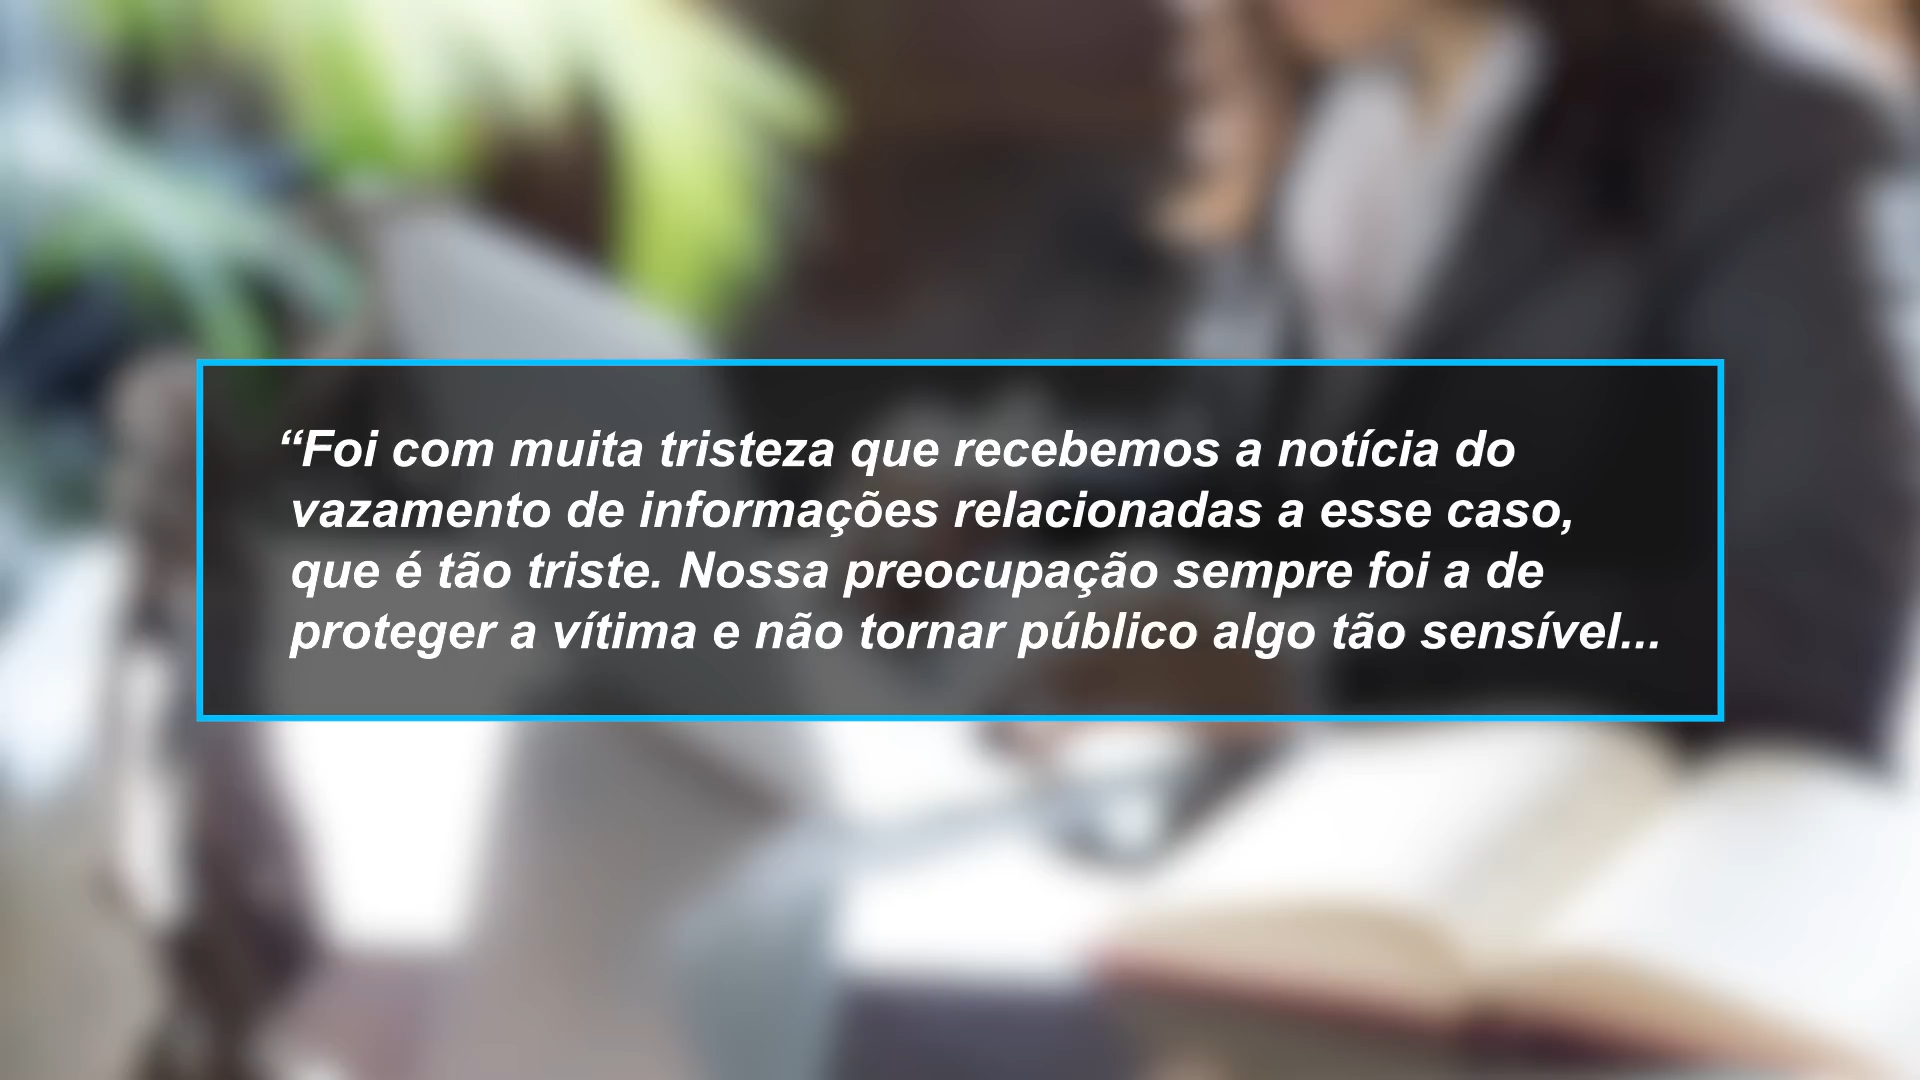 “Foi com muita tristeza que recebemos a notícia do
vazamento de informações relacionadas a esse caso,
que é tão triste. Nossa preocupação sempre foi a de
proteger a vítima e não tornar público algo tão sensível...